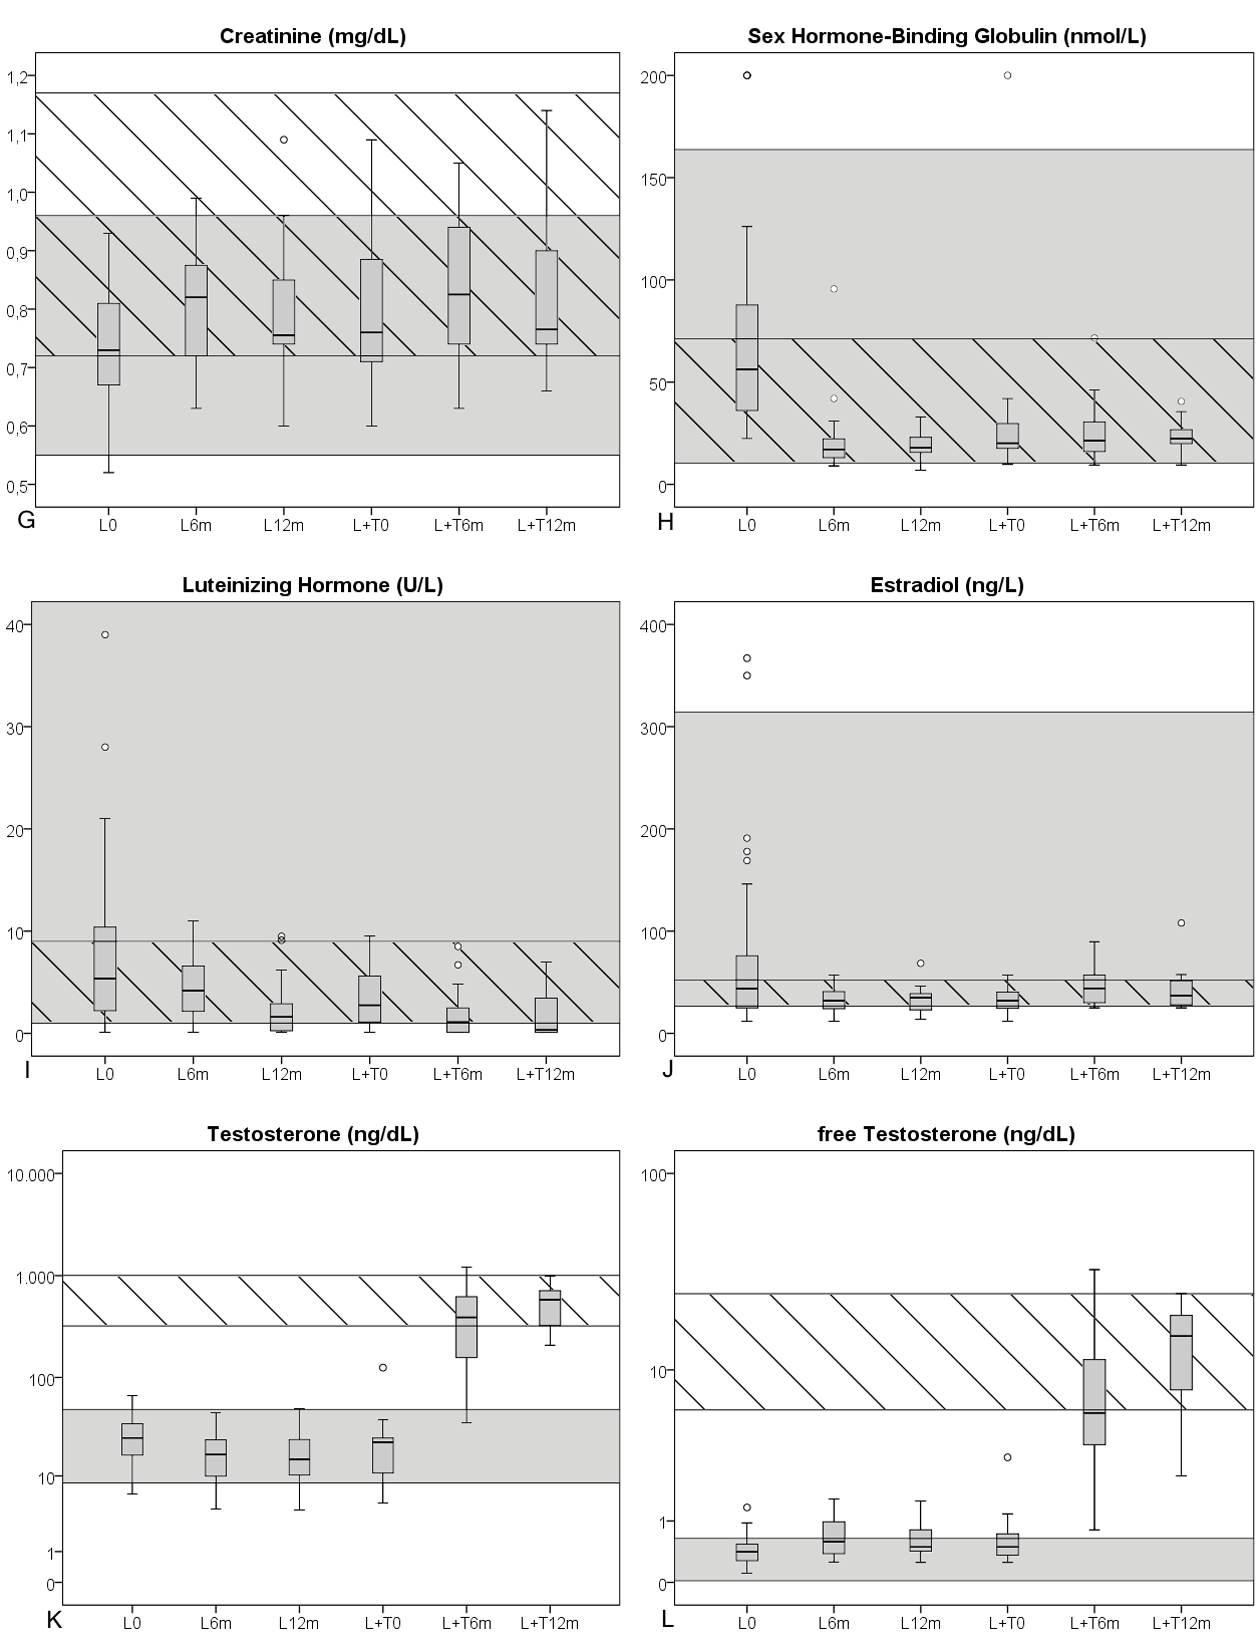 Creatinine (mg/dL)
1,2
1,1
1,0
0,9
0,8
0,7
0,6
0,5
G
L0 L6m L12m L+T0 L+T6m L+T12m
Sex Hormone-Binding Globulin (nmol/L)
200
150
100
50
0
H
L0 L6m L12m L+T0 L+T6m L+T12m
Luteinizing Hormone (U/L)
40
30
20
10
0
I
L0 L6m L12m L+T0 L+T6m L+T12m
Estradiol (ng/L)
400
300
200
100
0
J
L0 L6m L12m L+T0 L+T6m L+T12m
Testosterone (ng/dL)
10.000
1.000
100
10
1
0
K
L0 L6m L12m L+T0 L+T6m L+T12m
free Testosterone (ng/dL)
100
10
1
0
L
L0 L6m L12m L+T0 L+T6m L+T12m